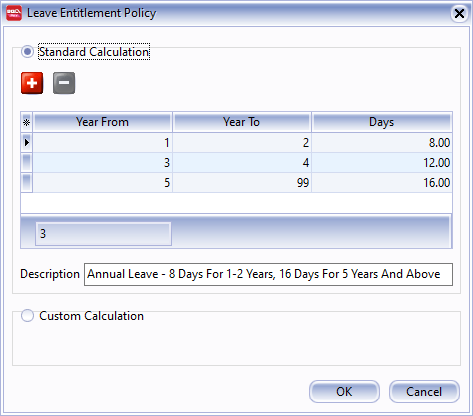 Leave Entitlement Policy
Standard Calculation
Year From Year To Days
1 2 8.00
3 4 12.00
5 99 16.00
3
Description Annual Leave - 8 Days For 1-2 Years, 16 Days For 5 Years And Above
Custom Calculation
OK Cancel